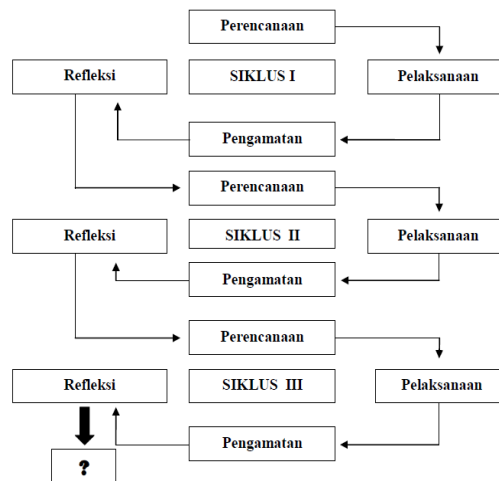 Perencanaan
Refleksi
SIKLUS I
Pelaksanaan
Pengamatan
Perencanaan
Refleksi
SIKLUS II
Pelaksanaan
Pengamatan
Perencanaan
Refleksi
SIKLUS III
Pelaksanaan
Pengamatan
?